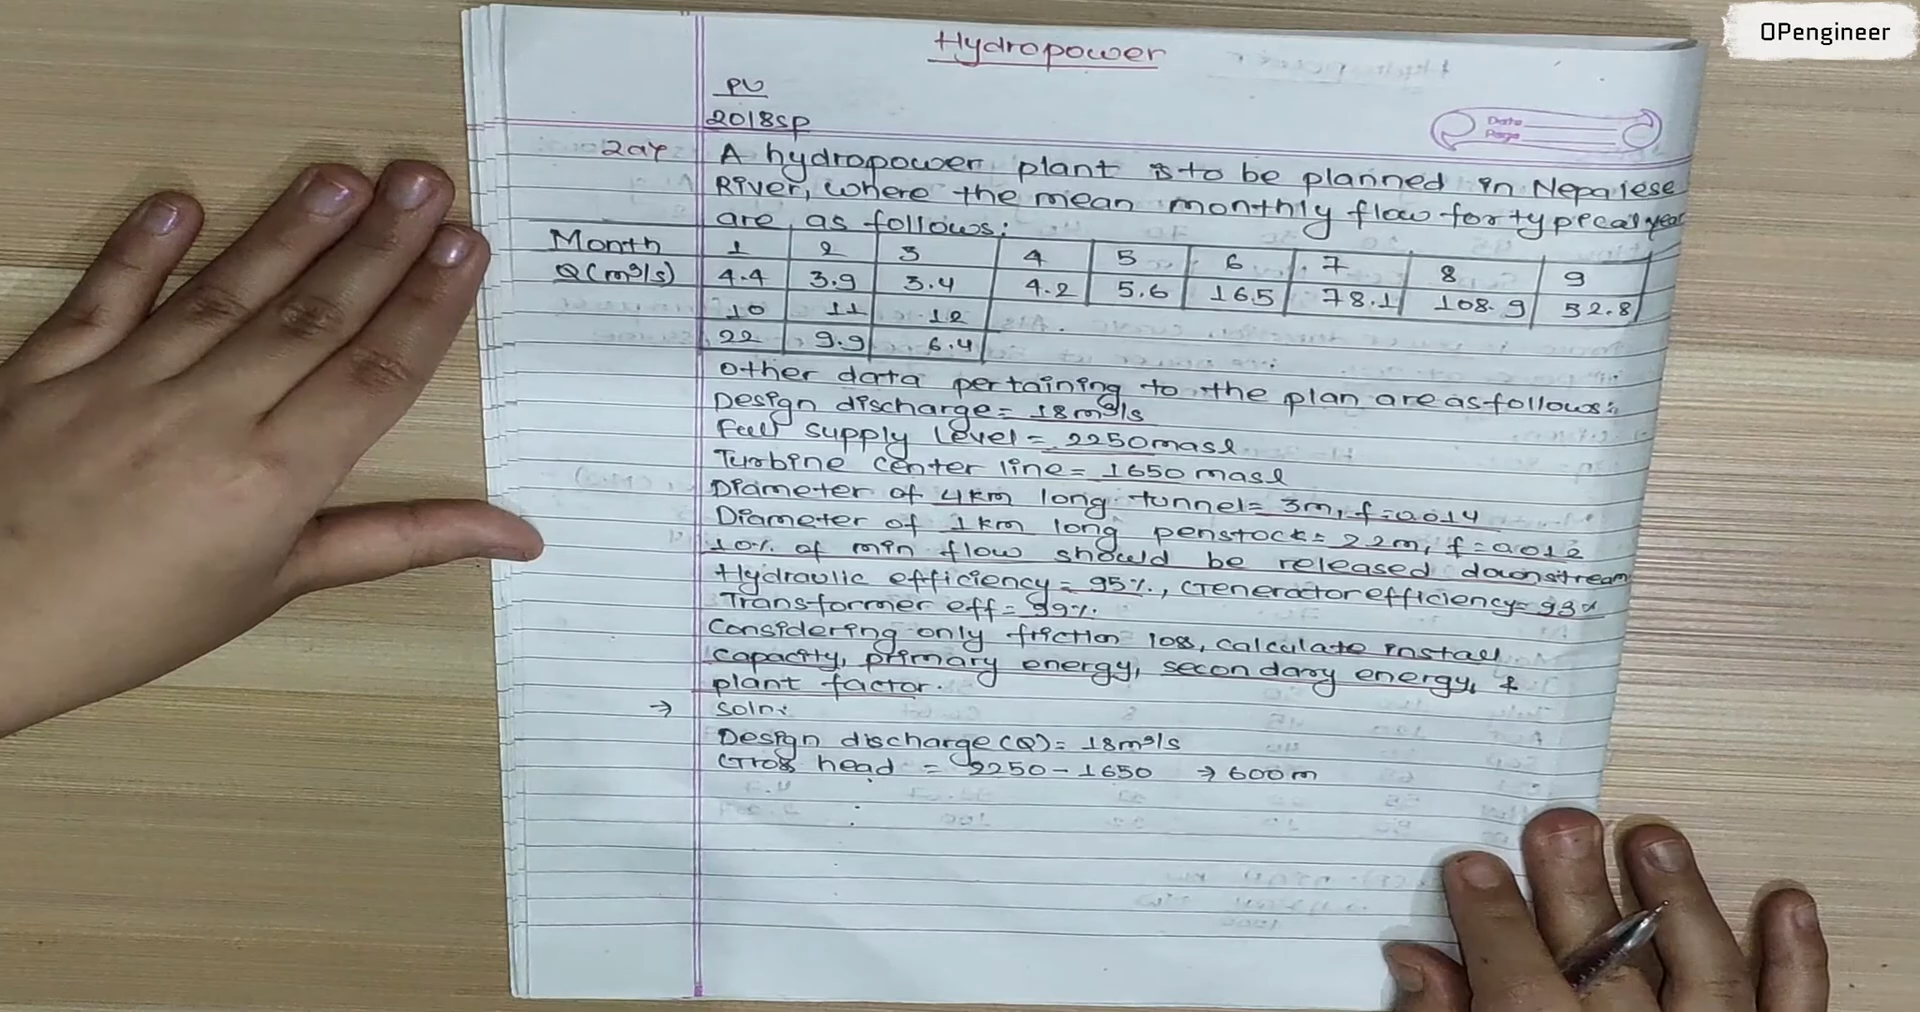 OPengineer
Hydropower
PU
2018sp
Date
Page
2a) A hydropower plant is to be planned in Nepalese
River, where the mean monthly flow for typical year
are as follows:
Month 1 2 3 4 5 6 7 8 9
Q(m³/s) 4.4 3.9 3.4 4.2 5.6 16.5 78.1 108.9 52.8
10 11 12
22 9.9 6.4
Other data pertaining to the plan are as follows:
Design discharge = 18m³/s
Full supply level = 2250masl
Turbine center line = 1650masl
Diameter of 4km long tunnel = 3m, f=0.014
Diameter of 1km long penstock = 2.2m, f=0.012
10% of min flow should be released downstream
Hydraulic efficiency = 95%, Generator efficiency = 93%
Transformer eff = 99%.
Considering only friction loss, calculate install
capacity, primary energy, secondary energy, &
plant factor.
→ Soln:
Design discharge (Q) = 18m³/s
Gross head = 2250 - 1650 → 600m